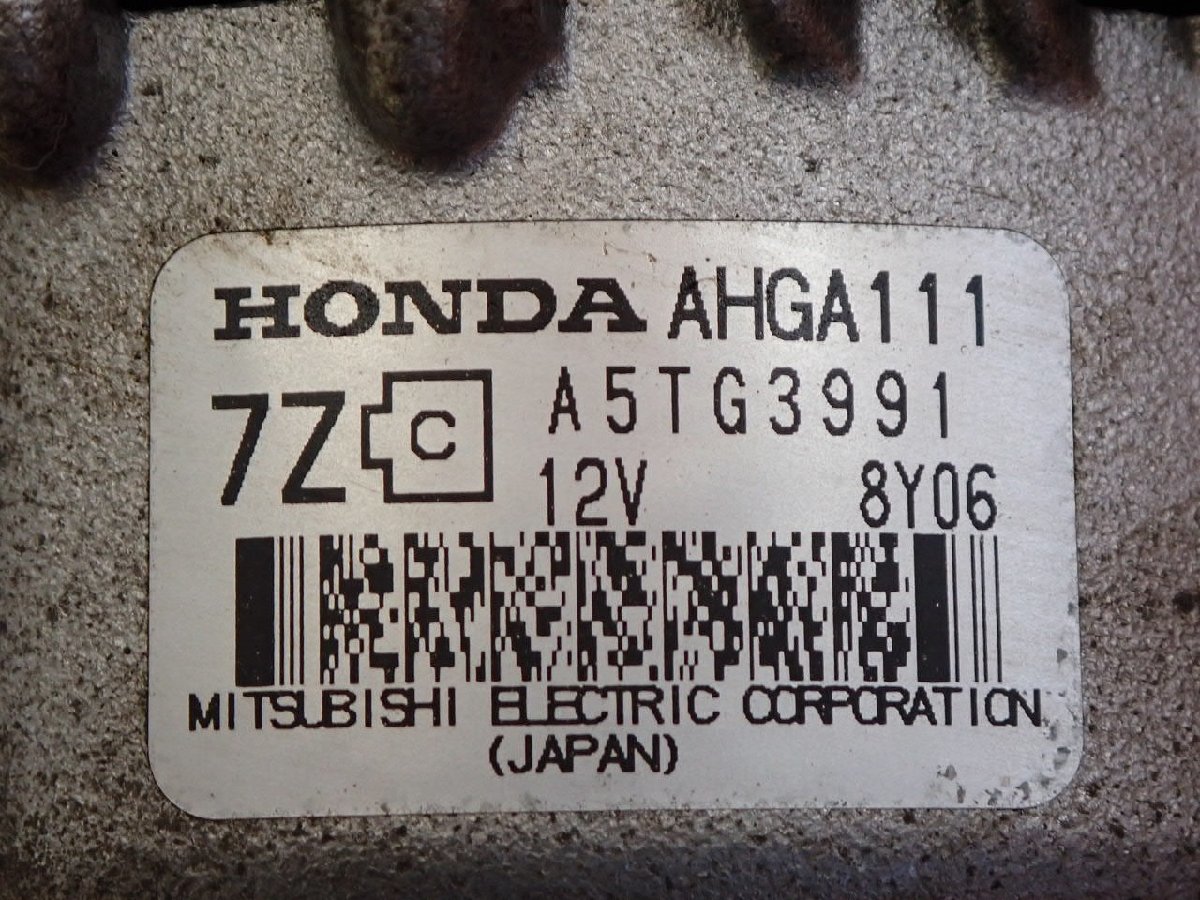 HONDA AHGA111
7Z C A5TG3991
12V 8Y06
MITSUBISHI ELECTRIC CORPORATION
(JAPAN)